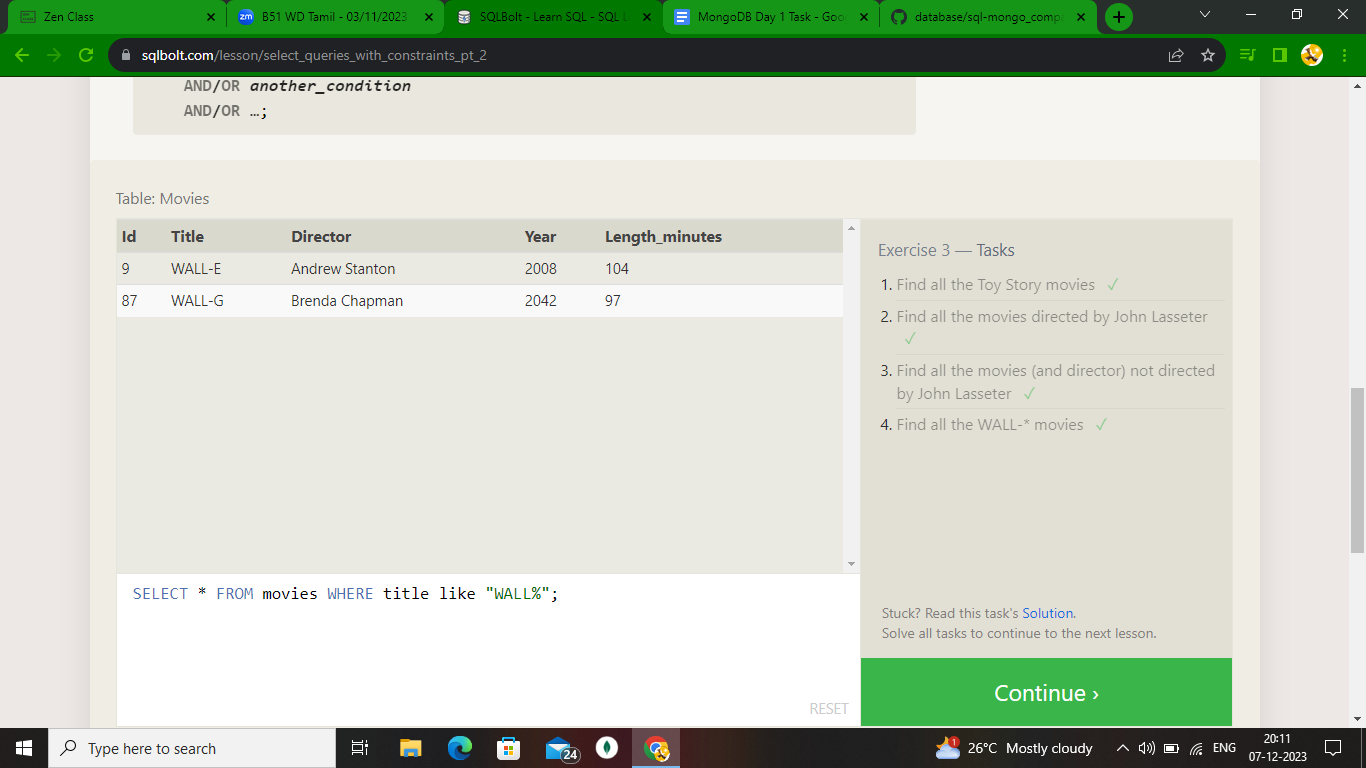 Zen Class
zm B51 WD Tamil - 03/11/2023
SQLBolt - Learn SQL - SQL L
MongoDB Day 1 Task - Goo
database/sql-mongo_comp
sqlbolt.com/lesson/select_queries_with_constraints_pt_2
AND/OR another_condition
AND/OR …;
Table: Movies
Id Title Director Year Length_minutes
9 WALL-E Andrew Stanton 2008 104
87 WALL-G Brenda Chapman 2042 97
Exercise 3 — Tasks
1. Find all the Toy Story movies ✓
2. Find all the movies directed by John Lasseter
✓
3. Find all the movies (and director) not directed
by John Lasseter ✓
4. Find all the WALL-* movies ✓
SELECT * FROM movies WHERE title like "WALL%";
RESET
Stuck? Read this task's Solution.
Solve all tasks to continue to the next lesson.
Continue ›
Type here to search
24
1
26°C Mostly cloudy
ENG
20:11
07-12-2023